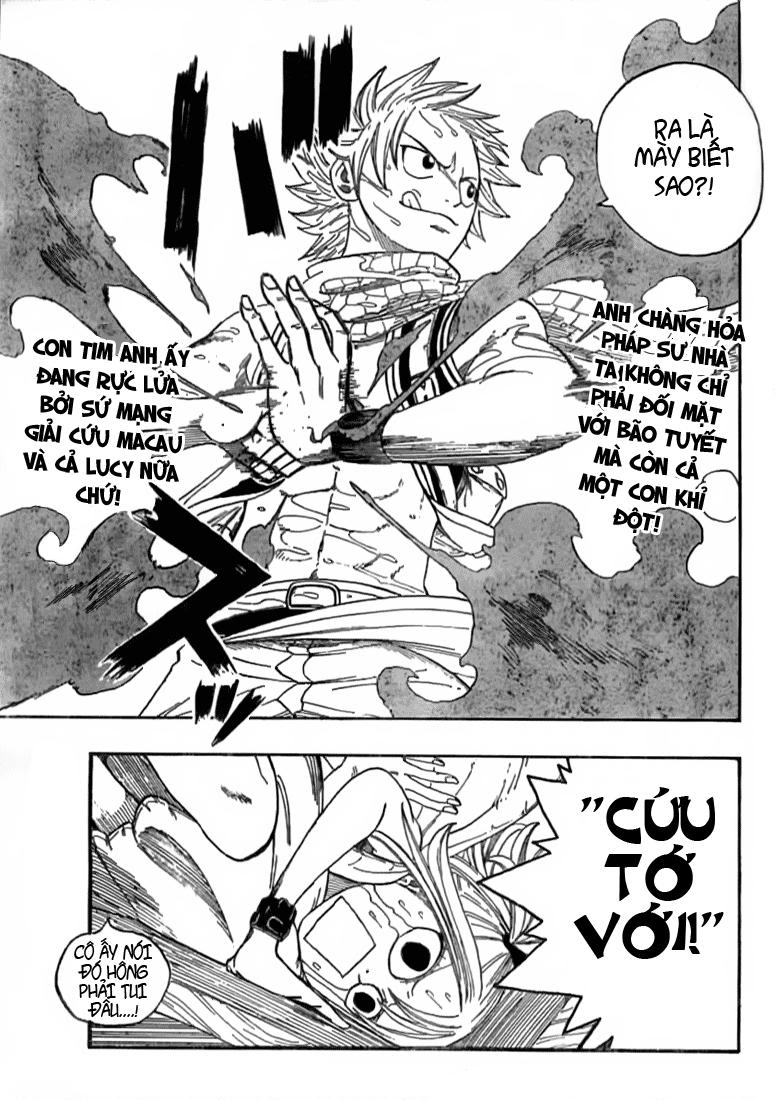 RA LÀ
MÀY BIẾT
SAO?!
ANH CHÀNG HỎA
PHÁP SƯ NHÀ
TA KHÔNG CHỈ
PHẢI ĐỐI MẶT
VỚI BÃO TUYẾT
MÀ CÒN CẢ
MỘT CON KHỈ
ĐỘT!
CON TIM ANH ẤY
ĐANG RỰC LỬA
BỞI SỨ MẠNG
GIẢI CỨU MACAU
VÀ CẢ LUCY NỮA
CHỨ!
"CỨU
TỚ
VỚI!"
CÔ ẤY NÓI
ĐÓ HÔNG
PHẢI TUI
ĐÂU....!